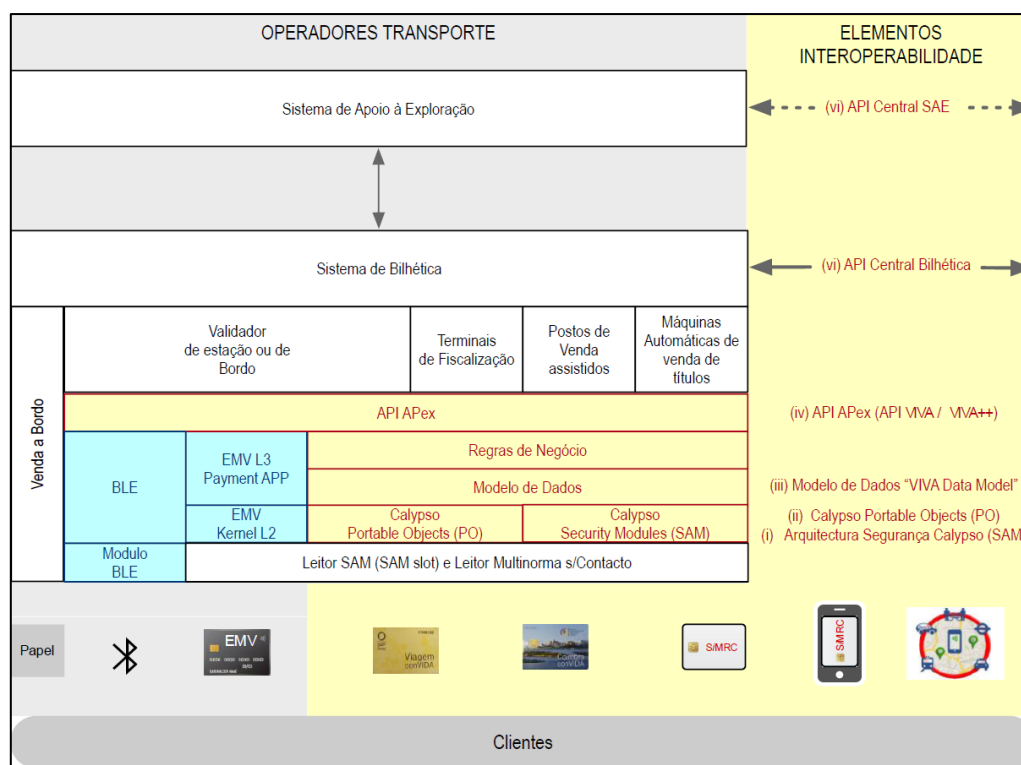 OPERADORES TRANSPORTE
ELEMENTOS
INTEROPERABILIDADE
Sistema de Apoio à Exploração
(vi) API Central SAE
Sistema de Bilhética
(vi) API Central Bilhética
Venda a Bordo
Validador
de estação ou de
Bordo
Terminais
de Fiscalização
Postos de
Venda
assistidos
Máquinas
Automáticas de
venda de
títulos
API APex
(iv) API APex (API VIVA / VIVA++)
BLE
EMV L3
Payment APP
Regras de Negócio
Modelo de Dados
(iii) Modelo de Dados "VIVA Data Model"
EMV
Kernel L2
Calypso
Portable Objects (PO)
Calypso
Security Modules (SAM)
(ii) Calypso Portable Objects (PO)
(i) Arquitectura Segurança Calypso (SAM
Modulo
BLE
Leitor SAM (SAM slot) e Leitor Multinorma s/Contacto
Papel
EMV
Viagem
conVIDA
conVIDA
S/MRC
S/MRC
Clientes